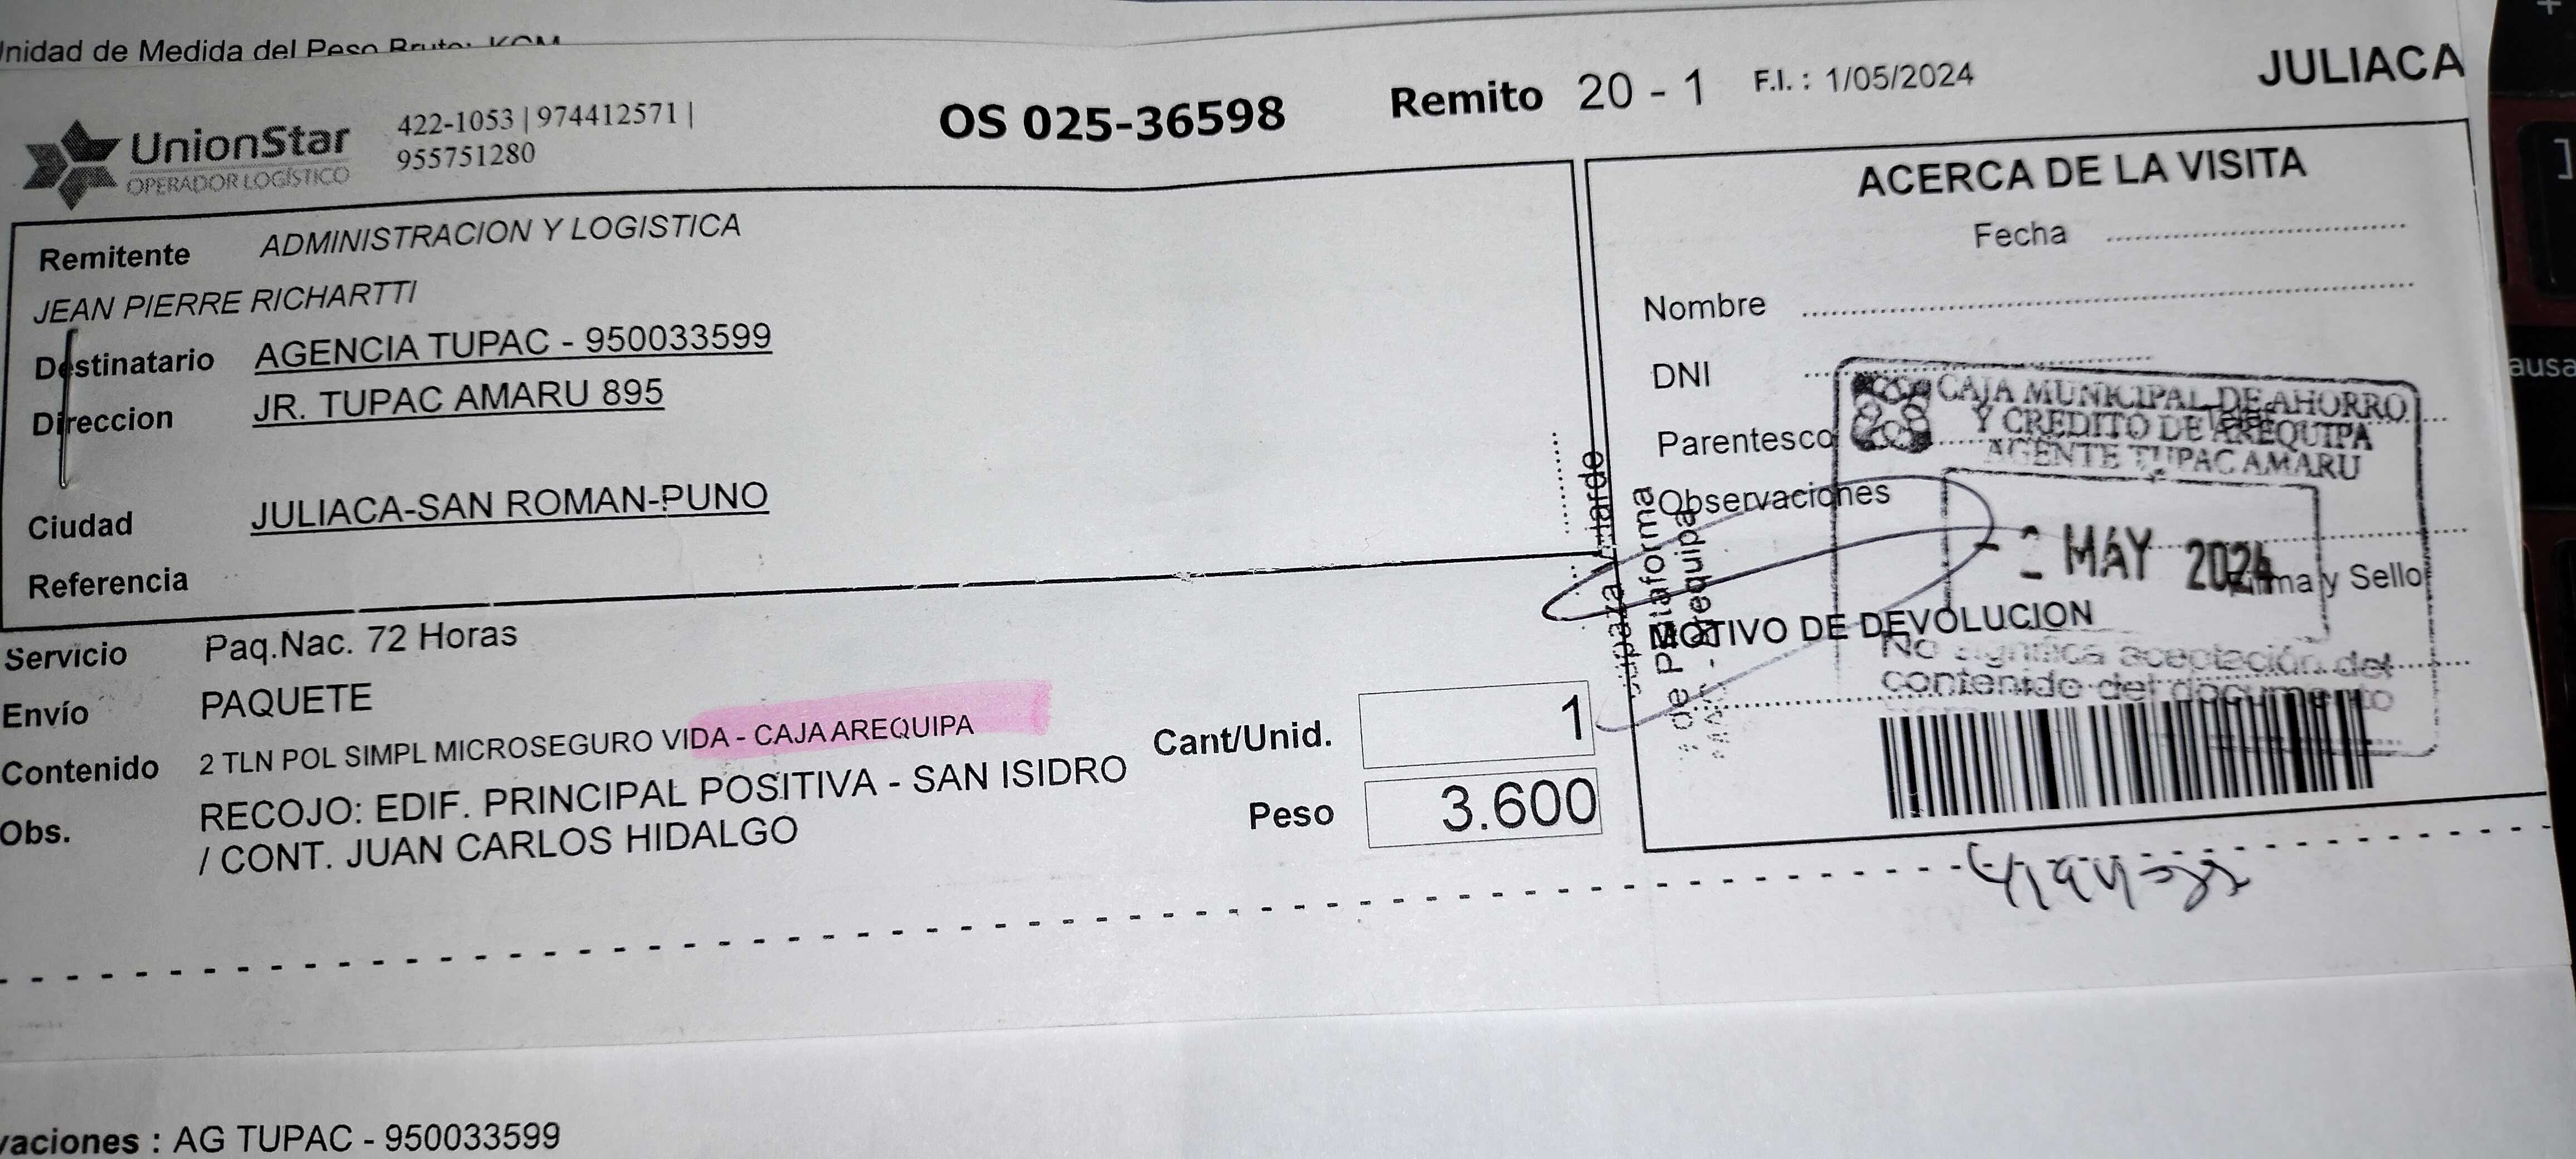 Unidad de Medida del Peso Bruto: KGM
UnionStar
OPERADOR LOGÍSTICO
422-1053 | 974412571 |
955751280
OS 025-36598
Remito 20 - 1
F.I. : 1/05/2024
JULIACA
Remitente ADMINISTRACION Y LOGISTICA
JEAN PIERRE RICHARTTI
Destinatario AGENCIA TUPAC - 950033599
Direccion JR. TUPAC AMARU 895
Ciudad JULIACA-SAN ROMAN-PUNO
Referencia
Servicio Paq.Nac. 72 Horas
Envío PAQUETE
Contenido 2 TLN POL SIMPL MICROSEGURO VIDA - CAJA AREQUIPA
Obs. RECOJO: EDIF. PRINCIPAL POSITIVA - SAN ISIDRO
/ CONT. JUAN CARLOS HIDALGO
Cant/Unid. 1
Peso 3.600
ACERCA DE LA VISITA
Fecha
Nombre
DNI
Parentesco
Observaciones
Firma y Sello
MOTIVO DE DEVOLUCION
CAJA MUNICIPAL DE AHORRO
Y CREDITO DE AREQUIPA
AGENTE TUPAC AMARU
- 2 MAY 2024
No significa aceptación del
contenido del documento
de Plataforma
Arequipa
vaciones : AG TUPAC - 950033599
ausa